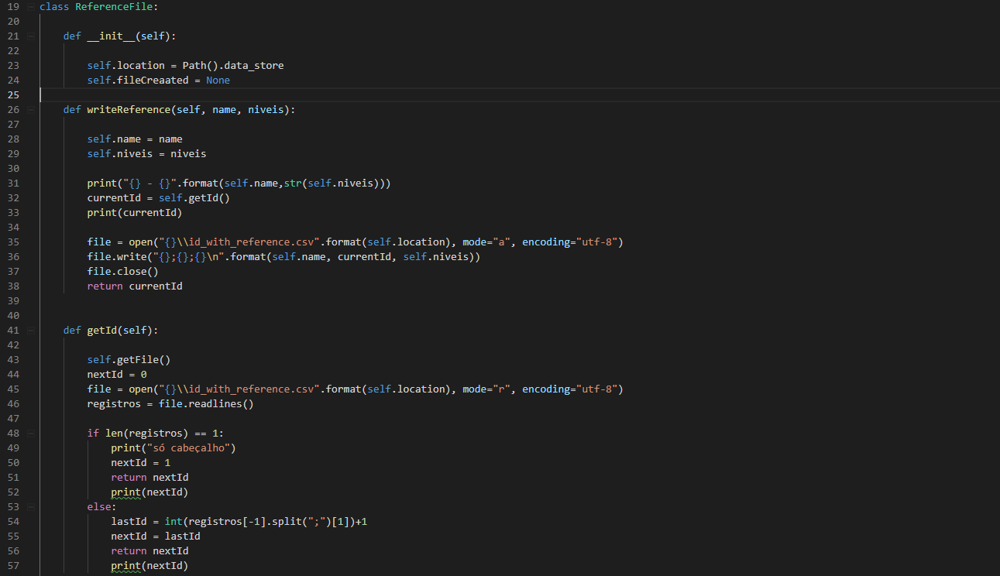 19 class ReferenceFile:
20
21     def __init__(self):
22
23         self.location = Path().data_store
24         self.fileCreaated = None
25
26     def writeReference(self, name, niveis):
27
28         self.name = name
29         self.niveis = niveis
30
31         print("{} - {}".format(self.name,str(self.niveis)))
32         currentId = self.getId()
33         print(currentId)
34
35         file = open("{}\\id_with_reference.csv".format(self.location), mode="a", encoding="utf-8")
36         file.write("{};{};{}\n".format(self.name, currentId, self.niveis))
37         file.close()
38         return currentId
39
40
41     def getId(self):
42
43         self.getFile()
44         nextId = 0
45         file = open("{}\\id_with_reference.csv".format(self.location), mode="r", encoding="utf-8")
46         registros = file.readlines()
47
48         if len(registros) == 1:
49             print("só cabeçalho")
50             nextId = 1
51             return nextId
52             print(nextId)
53         else:
54             lastId = int(registros[-1].split(";")[1])+1
55             nextId = lastId
56             return nextId
57             print(nextId)